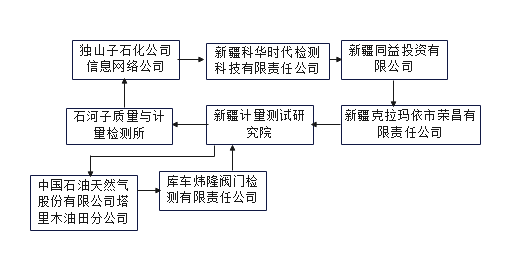 独山子石化公司
信息网络公司
新疆科华时代检测
科技有限责任公司
新疆同益投资有
限公司
石河子质量与计
量检测所
新疆计量测试研
究院
新疆克拉玛依市荣昌有
限责任公司
中国石油天然气
股份有限公司塔
里木油田分公司
库车炜隆阀门检
测有限责任公司